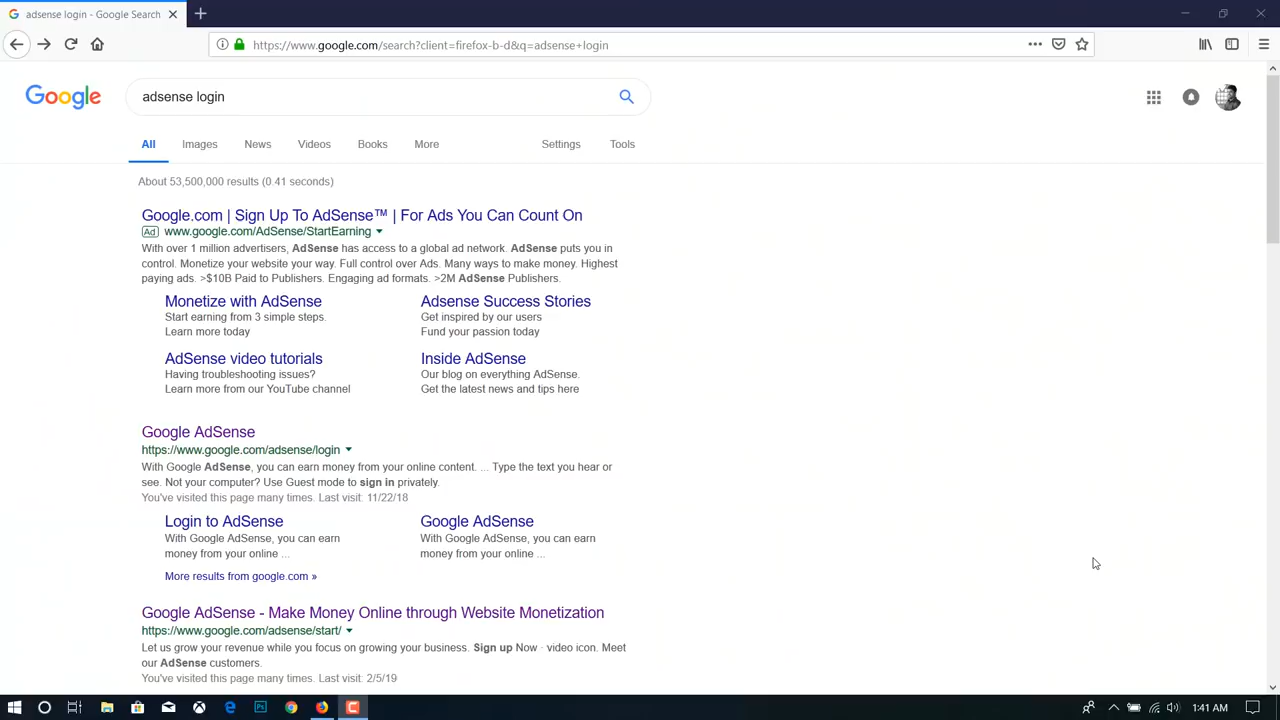 adsense login - Google Search
https://www.google.com/search?client=firefox-b-d&q=adsense+login
Google
adsense login
All Images News Videos Books More Settings Tools
About 53,500,000 results (0.41 seconds)
Google.com | Sign Up To AdSense™ | For Ads You Can Count On
Ad www.google.com/AdSense/StartEarning
With over 1 million advertisers, AdSense has access to a global ad network. AdSense puts you in
control. Monetize your website your way. Full control over Ads. Many ways to make money. Highest
paying ads. >$10B Paid to Publishers. Engaging ad formats. >2M AdSense Publishers.
Monetize with AdSense
Start earning from 3 simple steps.
Learn more today
Adsense Success Stories
Get inspired by our users
Fund your passion today
AdSense video tutorials
Having troubleshooting issues?
Learn more from our YouTube channel
Inside AdSense
Our blog on everything AdSense.
Get the latest news and tips here
Google AdSense
https://www.google.com/adsense/login
With Google AdSense, you can earn money from your online content. ... Type the text you hear or
see. Not your computer? Use Guest mode to sign in privately.
You've visited this page many times. Last visit: 11/22/18
Login to AdSense
With Google AdSense, you can earn
money from your online ...
Google AdSense
With Google AdSense, you can earn
money from your online ...
More results from google.com »
Google AdSense - Make Money Online through Website Monetization
https://www.google.com/adsense/start/
Let us grow your revenue while you focus on growing your business. Sign up Now · video icon. Meet
our AdSense customers.
You've visited this page many times. Last visit: 2/5/19
Ps
1:41 AM